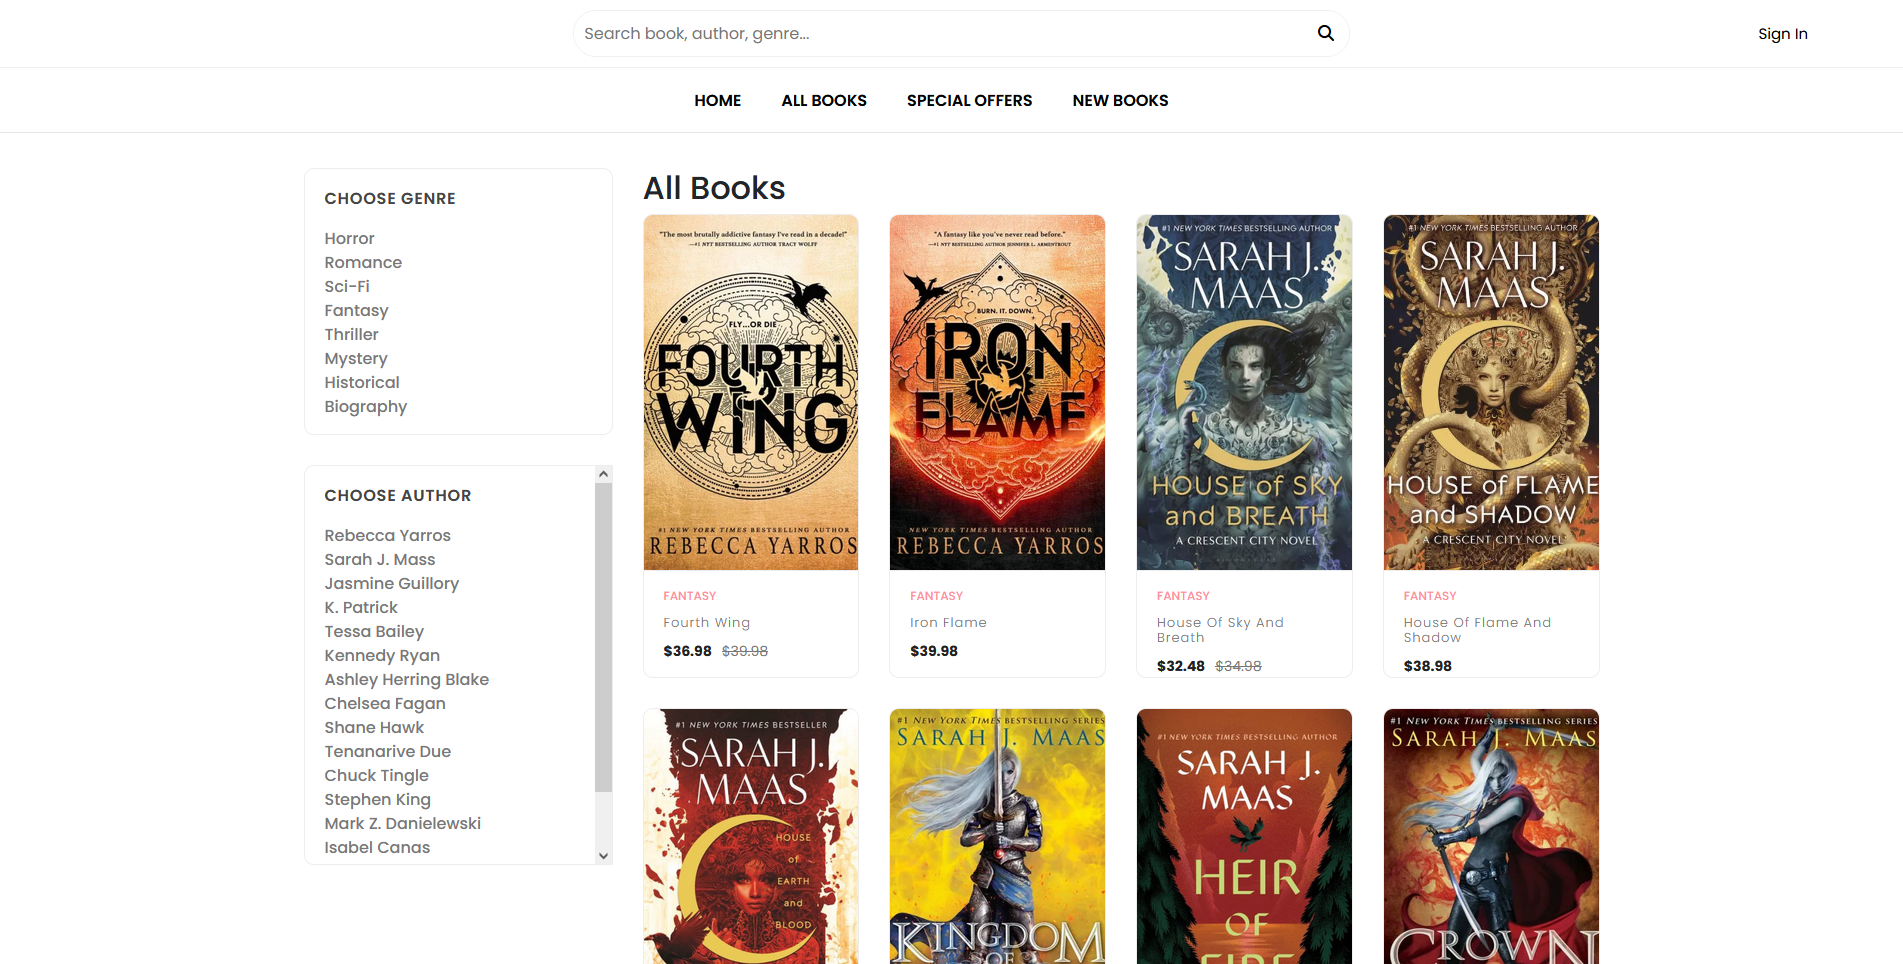 Search book, author, genre...
Sign In
HOME
ALL BOOKS
SPECIAL OFFERS
NEW BOOKS
CHOOSE GENRE
Horror
Romance
Sci-Fi
Fantasy
Thriller
Mystery
Historical
Biography
CHOOSE AUTHOR
Rebecca Yarros
Sarah J. Mass
Jasmine Guillory
K. Patrick
Tessa Bailey
Kennedy Ryan
Ashley Herring Blake
Chelsea Fagan
Shane Hawk
Tenanarive Due
Chuck Tingle
Stephen King
Mark Z. Danielewski
Isabel Canas
All Books
"The most brutally addictive fantasy I've read in a decade!"
—#1 NYT BESTSELLING AUTHOR TRACY WOLFF
FLY...OR DIE
FOURTH
WING
#1 NEW YORK TIMES BESTSELLING AUTHOR
REBECCA YARROS
FANTASY
Fourth Wing
$36.98 $39.98
"A fantasy like you've never read before."
—#1 NYT BESTSELLING AUTHOR JENNIFER L. ARMENTROUT
BURN. IT. DOWN.
IRON
FLAME
NEW YORK TIMES BESTSELLING AUTHOR
REBECCA YARROS
FANTASY
Iron Flame
$39.98
#1 NEW YORK TIMES BESTSELLING AUTHOR
SARAH J.
MAAS
HOUSE of SKY
and BREATH
A CRESCENT CITY NOVEL
FANTASY
House Of Sky And
Breath
$32.48 $34.98
#1 NEW YORK TIMES BESTSELLING AUTHOR
SARAH J.
MAAS
HOUSE of FLAME
and SHADOW
A CRESCENT CITY NOVEL
FANTASY
House Of Flame And
Shadow
$38.98
#1 NEW YORK TIMES BESTSELLER
SARAH J.
MAAS
HOUSE
of
EARTH
and
BLOOD
#1 NEW YORK TIMES BESTSELLING SERIES
SARAH J. MAAS
KINGDOM
OF
#1 NEW YORK TIMES BESTSELLING AUTHOR
SARAH J.
MAAS
HEIR
OF
FIRE
#1 NEW YORK TIMES BESTSELLING SERIES
SARAH J. MAAS
CROWN